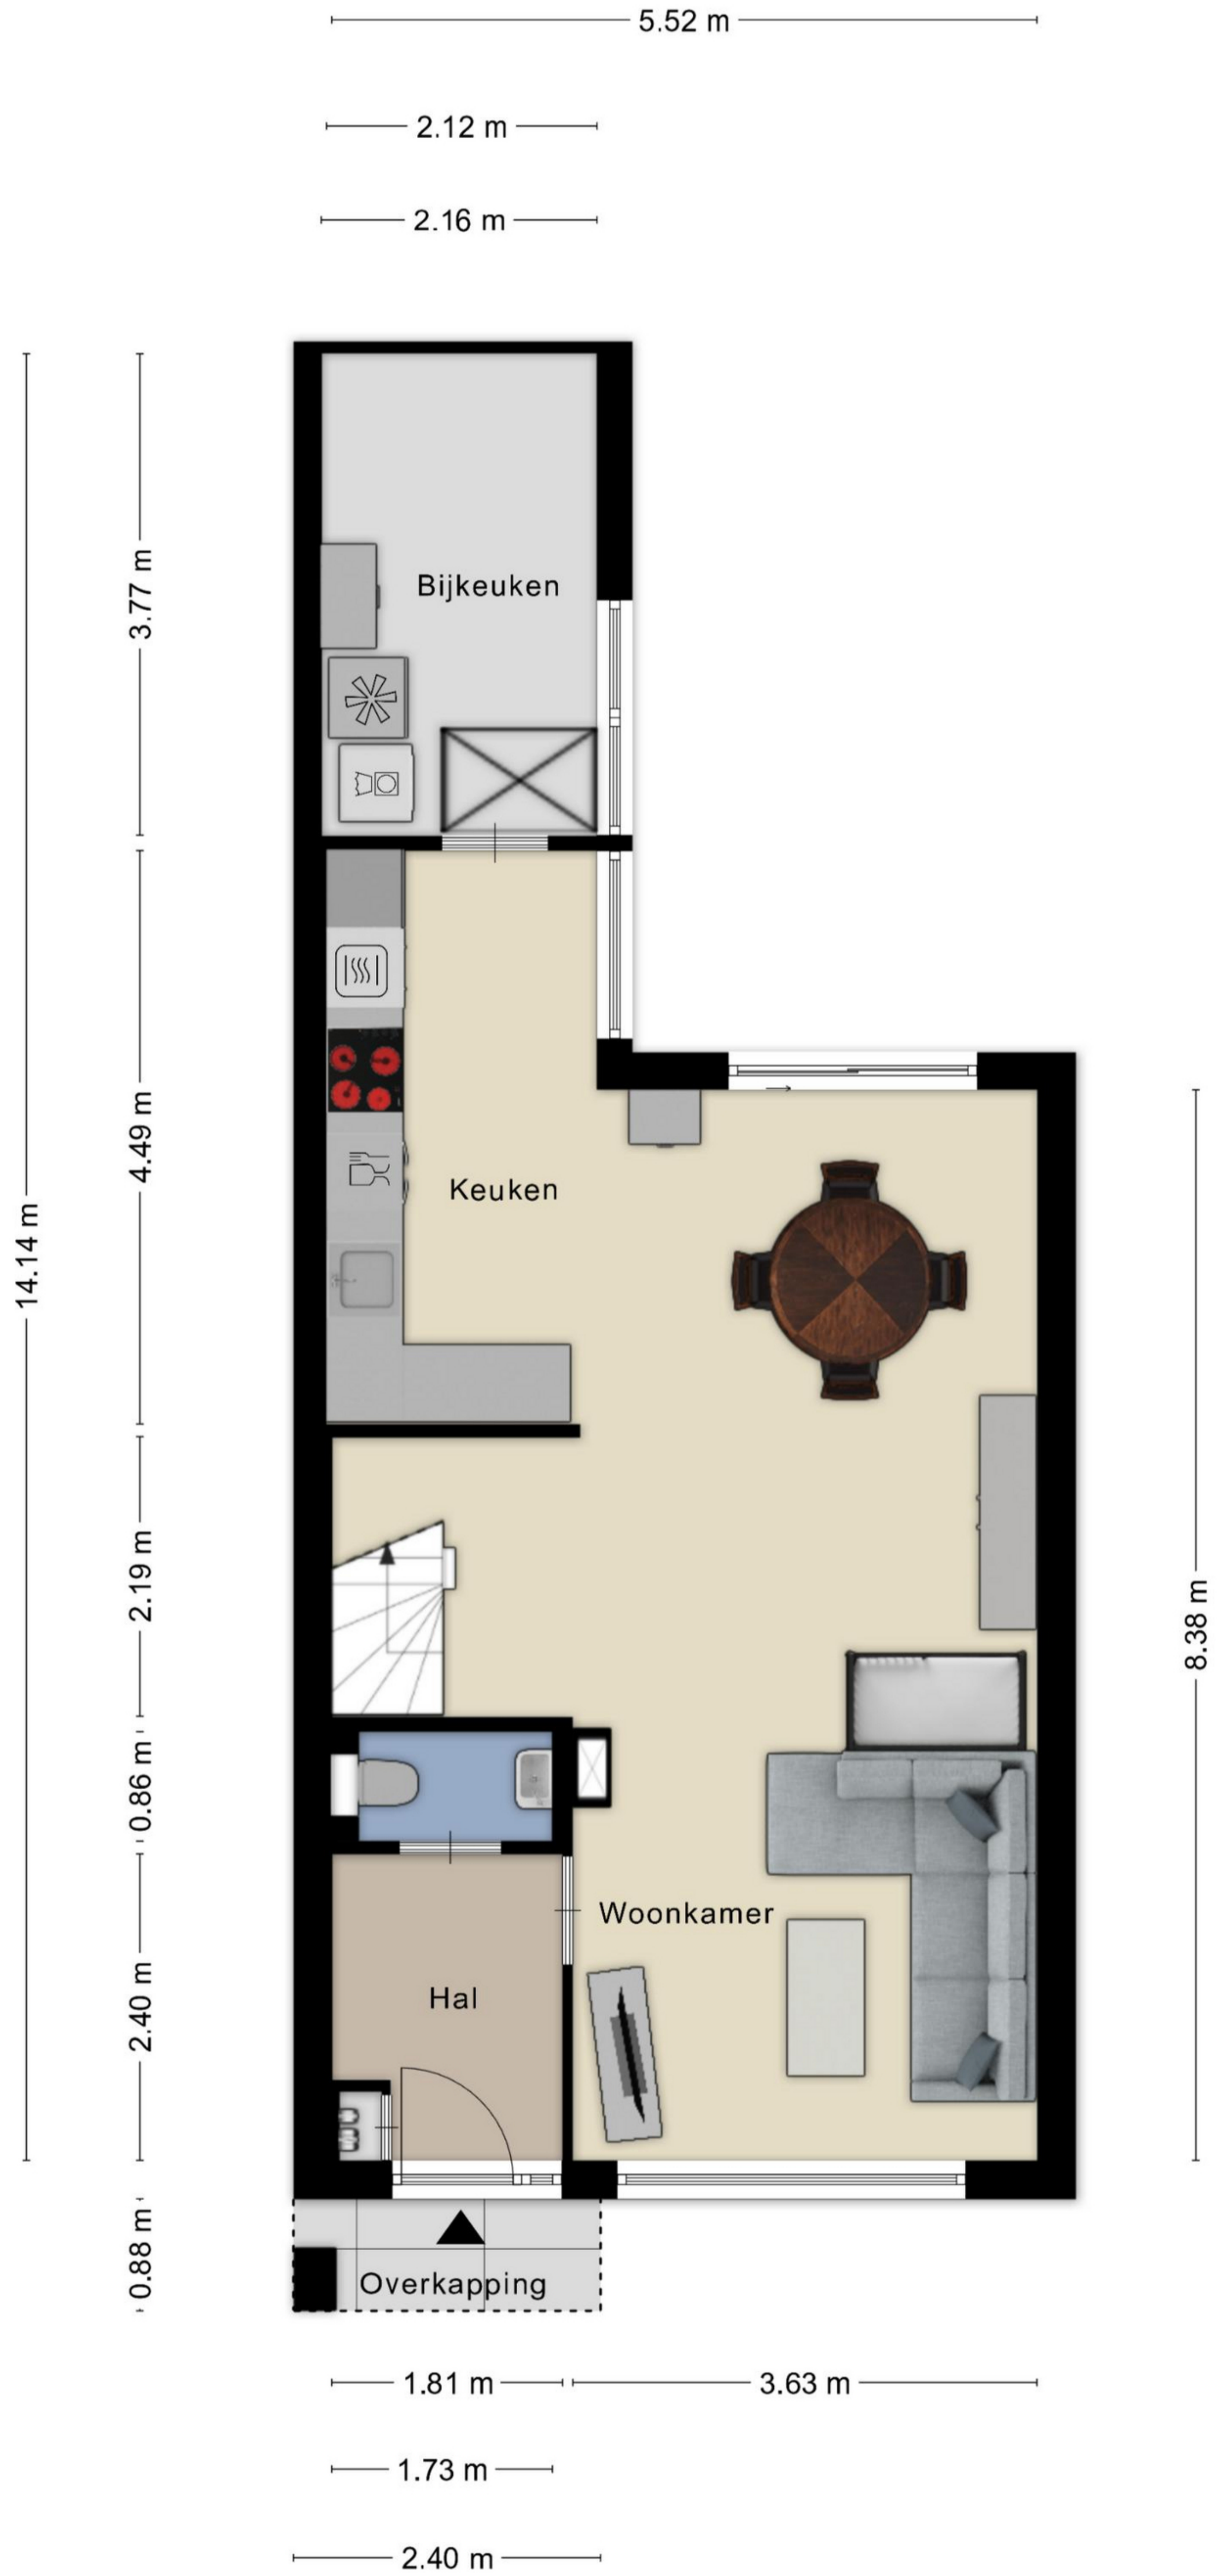 5.52 m
2.12 m
2.16 m
3.77 m
Bijkeuken
4.49 m
Keuken
14.14 m
2.19 m
8.38 m
0.86 m
Woonkamer
2.40 m
Hal
0.88 m
Overkapping
1.81 m
3.63 m
1.73 m
2.40 m